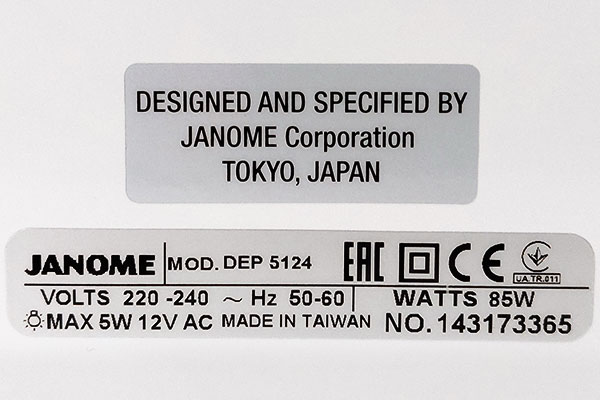 DESIGNED AND SPECIFIED BY
JANOME Corporation
TOKYO, JAPAN
JANOME MOD. DEP 5124 EAC CE
UA.TR.011
VOLTS 220-240 ~ Hz 50-60 WATTS 85W
MAX 5W 12V AC MADE IN TAIWAN NO. 143173365